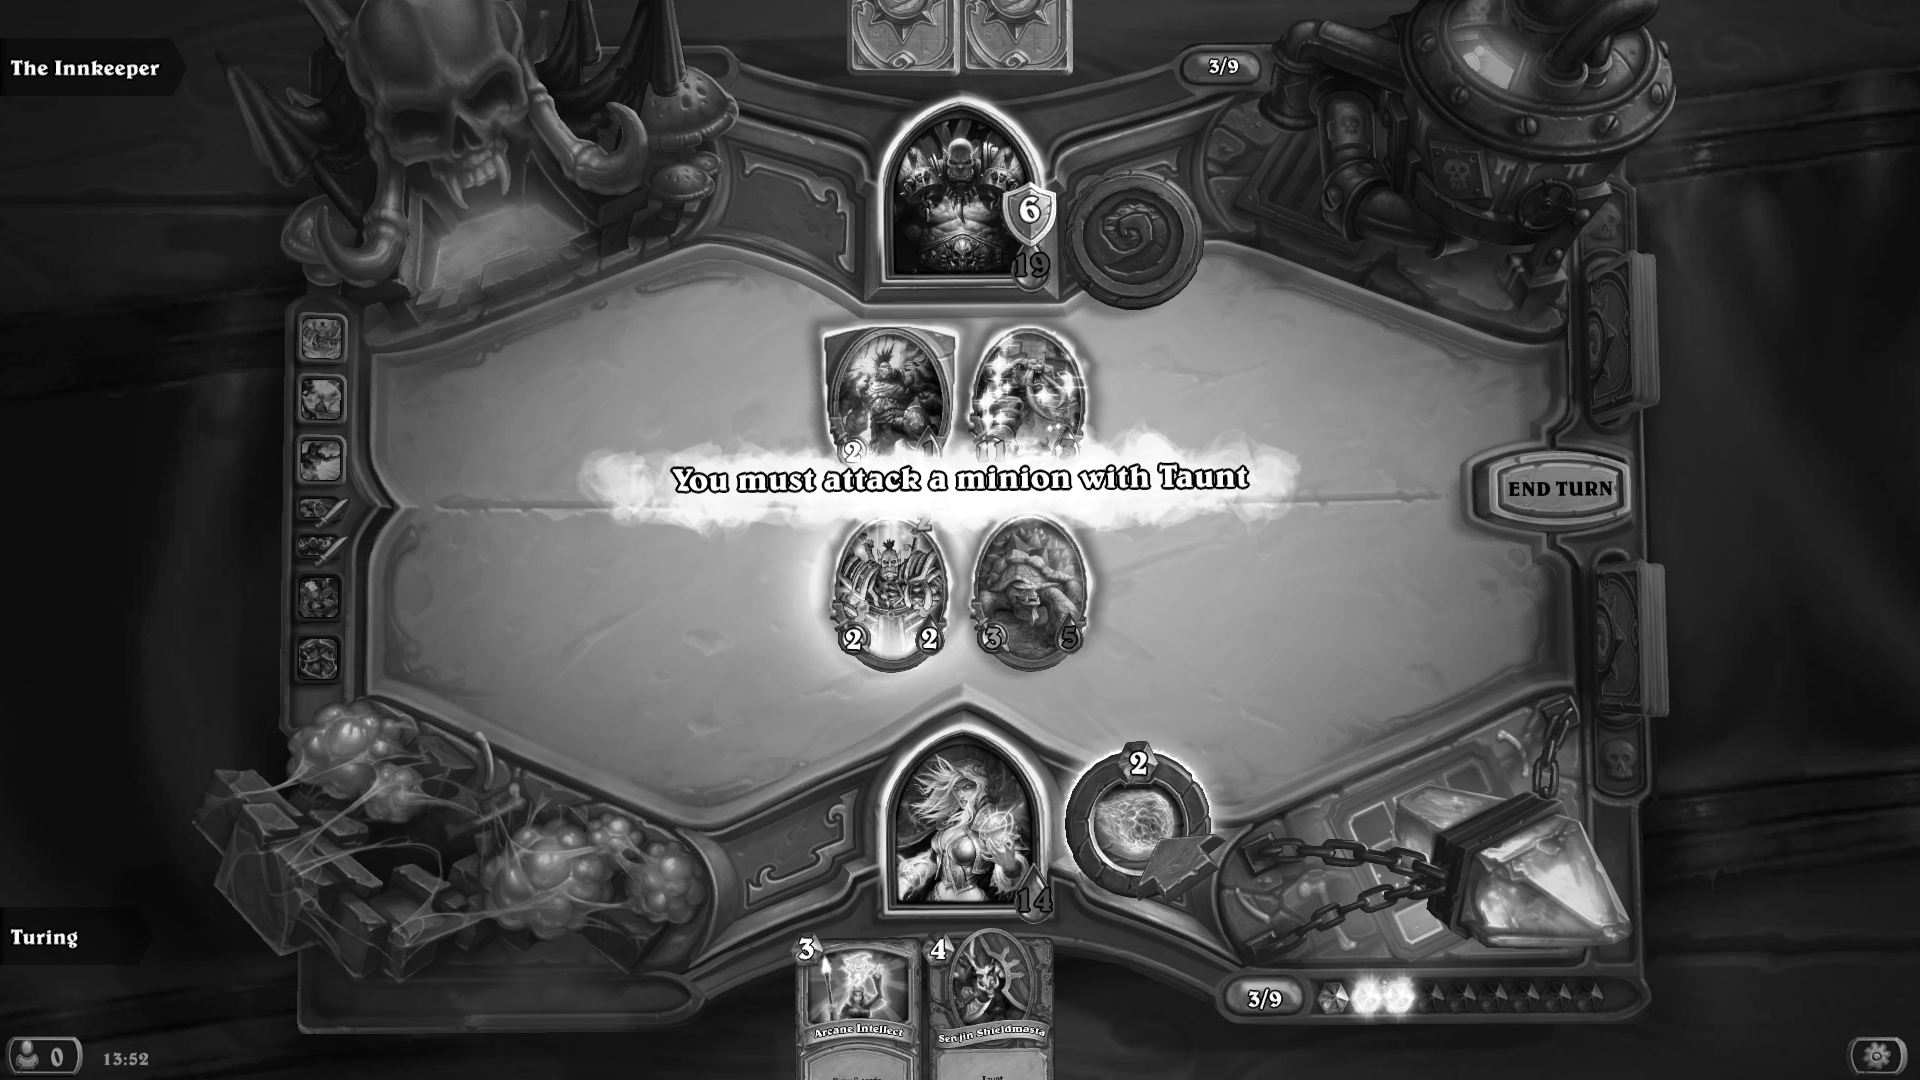 The Innkeeper
3/9
6
19
2
You must attack a minion with Taunt
END TURN
2
2
3
5
2
14
Turing
3
4
Arcane Intellect
Sen'jin Shieldmasta
3/9
Taunt
0
13:52